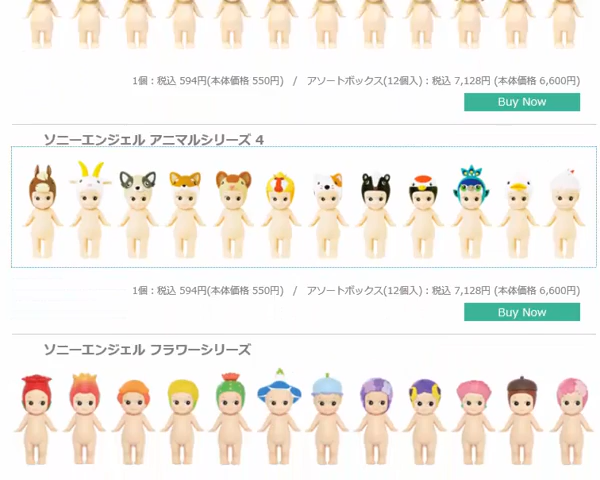 1個：税込 594円(本体価格 550円)　/　アソートボックス(12個入)：税込 7,128円 (本体価格 6,600円)
Buy Now
ソニーエンジェル アニマルシリーズ 4
1個：税込 594円(本体価格 550円)　/　アソートボックス(12個入)：税込 7,128円 (本体価格 6,600円)
Buy Now
ソニーエンジェル フラワーシリーズ